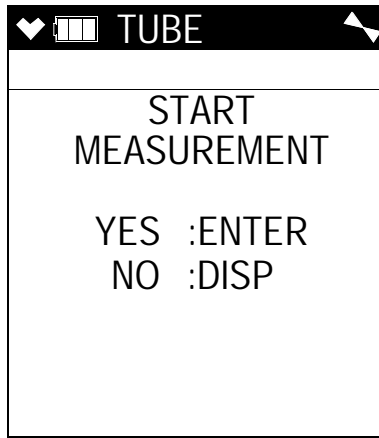 TUBE
START
MEASUREMENT
YES :ENTER
NO :DISP